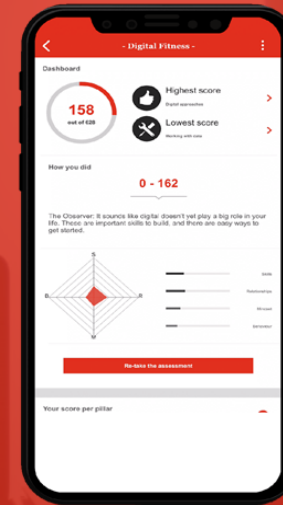 - Digital Fitness -
Dashboard
158
out of 628
Highest score
Digital approaches
Lowest score
Working with data
How you did
0 - 162
The Observer: It sounds like digital doesn't yet play a big role in your
life. These are important skills to build, and there are easy ways to
get started.
S
B
R
M
Skills
Relationships
Mindset
Behaviour
Re-take the assessment
Your score per pillar